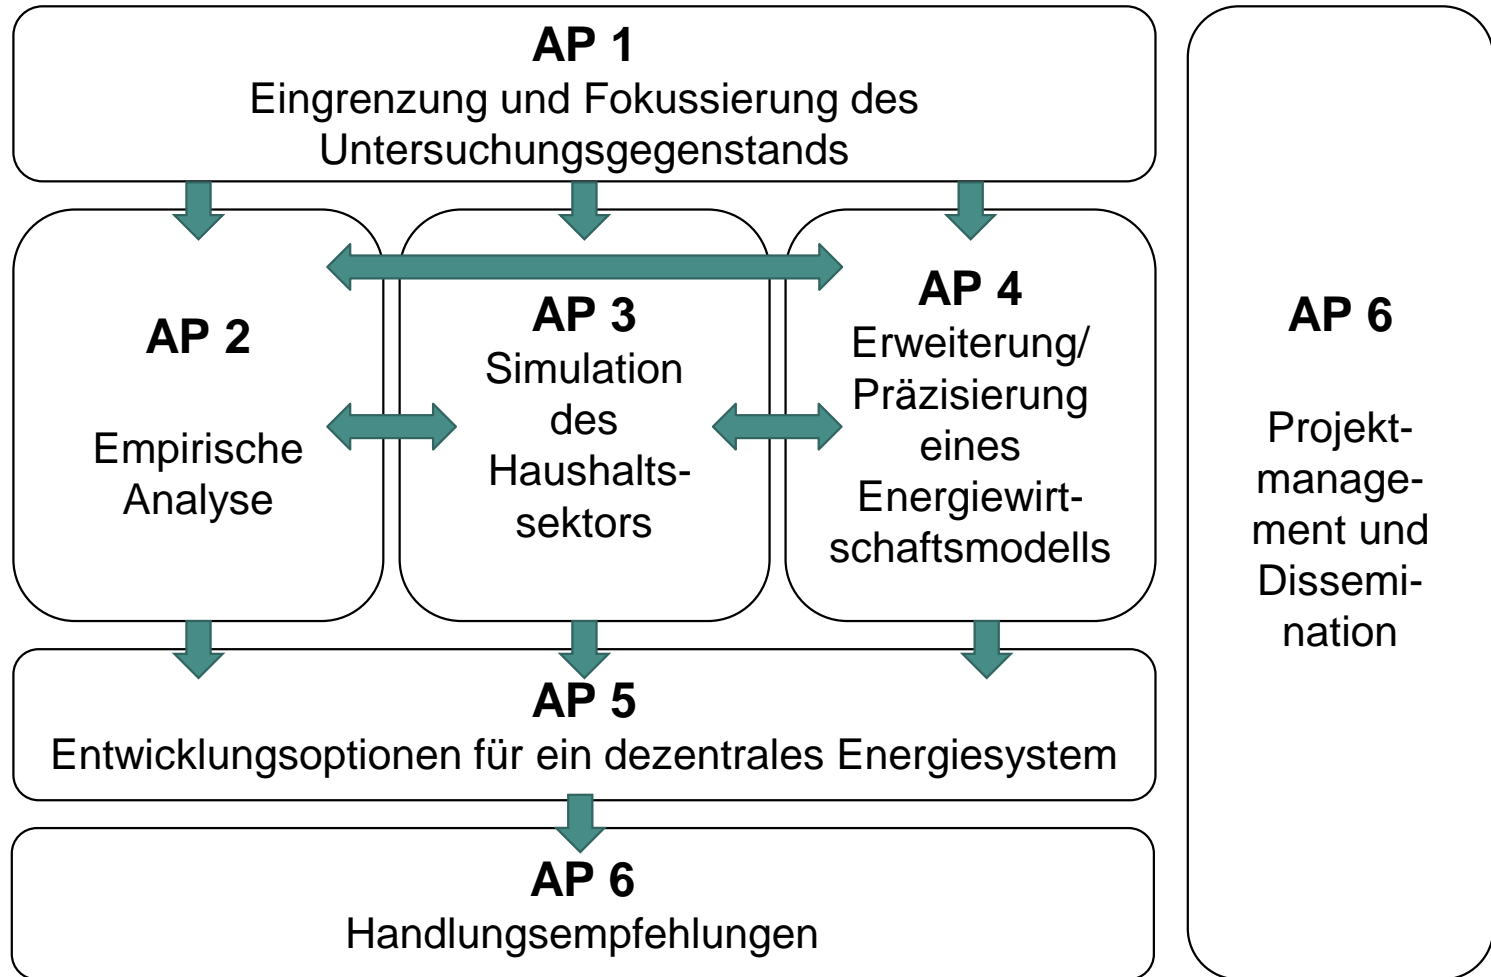 AP 1
Eingrenzung und Fokussierung des
Untersuchungsgegenstands
AP 2
Empirische
Analyse
AP 3
Simulation
des
Haushalts-
sektors
AP 4
Erweiterung/
Präzisierung
eines
Energiewirt-
schaftsmodells
AP 5
Entwicklungsoptionen für ein dezentrales Energiesystem
AP 6
Handlungsempfehlungen
AP 6
Projekt-
manage-
ment und
Dissemi-
nation